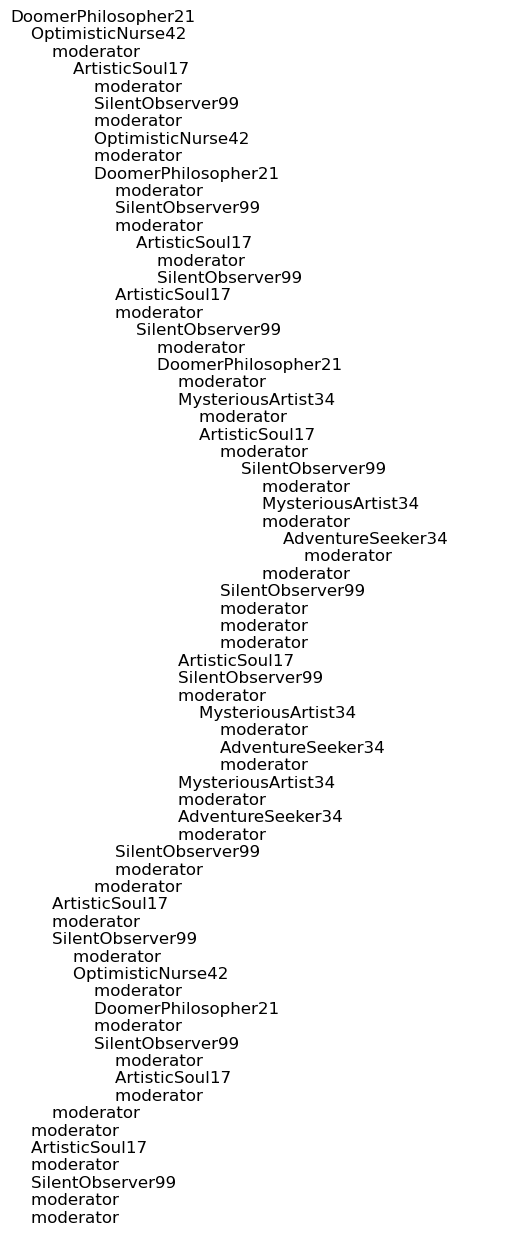 DoomerPhilosopher21
OptimisticNurse42
moderator
ArtisticSoul17
moderator
SilentObserver99
moderator
OptimisticNurse42
moderator
DoomerPhilosopher21
moderator
SilentObserver99
moderator
ArtisticSoul17
moderator
SilentObserver99
ArtisticSoul17
moderator
SilentObserver99
moderator
DoomerPhilosopher21
moderator
MysteriousArtist34
moderator
ArtisticSoul17
moderator
SilentObserver99
moderator
MysteriousArtist34
moderator
AdventureSeeker34
moderator
moderator
SilentObserver99
moderator
moderator
moderator
ArtisticSoul17
SilentObserver99
moderator
MysteriousArtist34
moderator
AdventureSeeker34
moderator
MysteriousArtist34
moderator
AdventureSeeker34
moderator
SilentObserver99
moderator
moderator
ArtisticSoul17
moderator
SilentObserver99
moderator
OptimisticNurse42
moderator
DoomerPhilosopher21
moderator
SilentObserver99
moderator
ArtisticSoul17
moderator
moderator
moderator
ArtisticSoul17
moderator
SilentObserver99
moderator
moderator